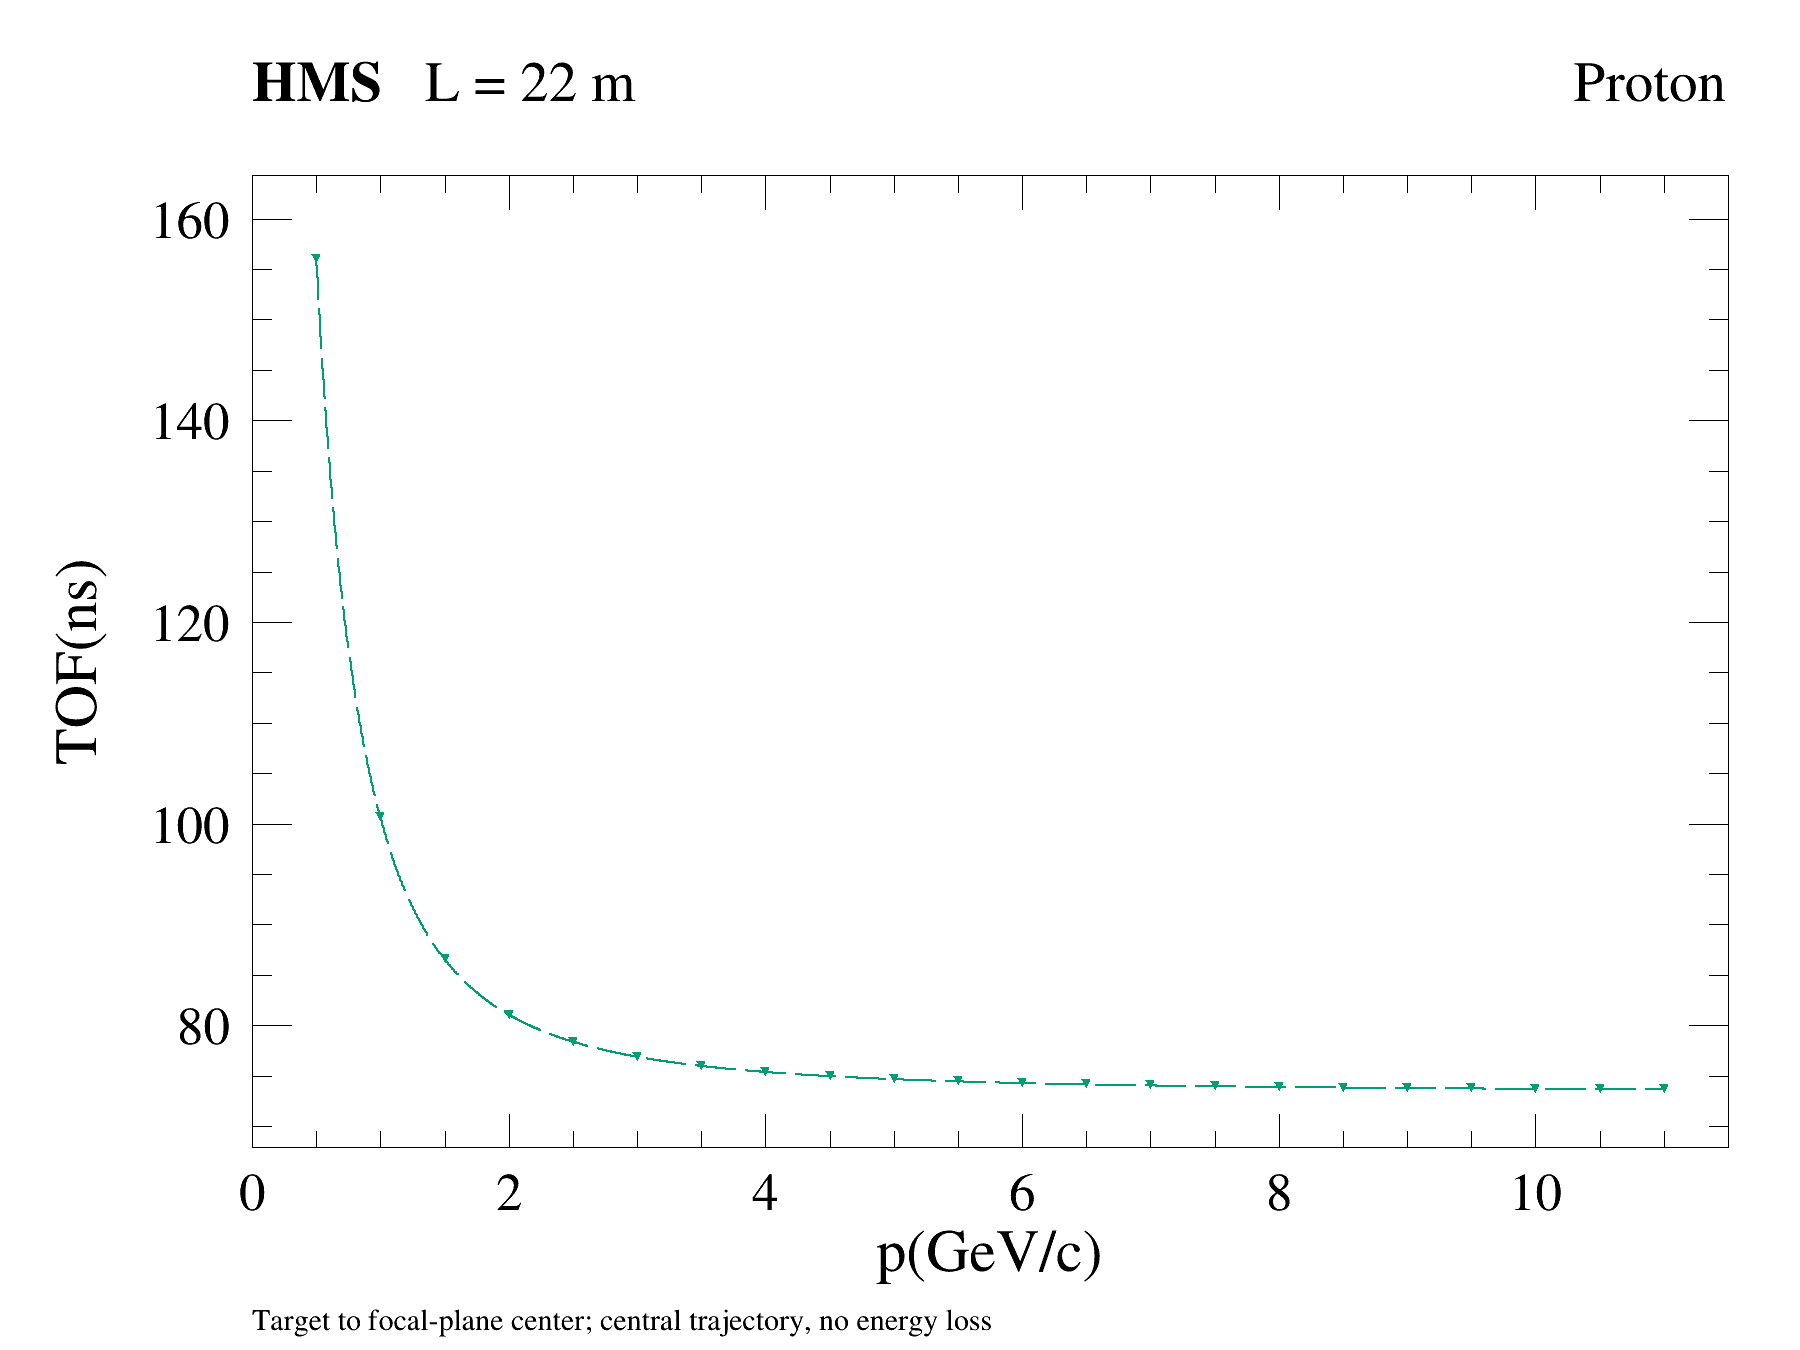 HMS L = 22 m
Proton
160
140
120
100
80
TOF(ns)
0 2 4 6 8 10
p(GeV/c)
Target to focal-plane center; central trajectory, no energy loss